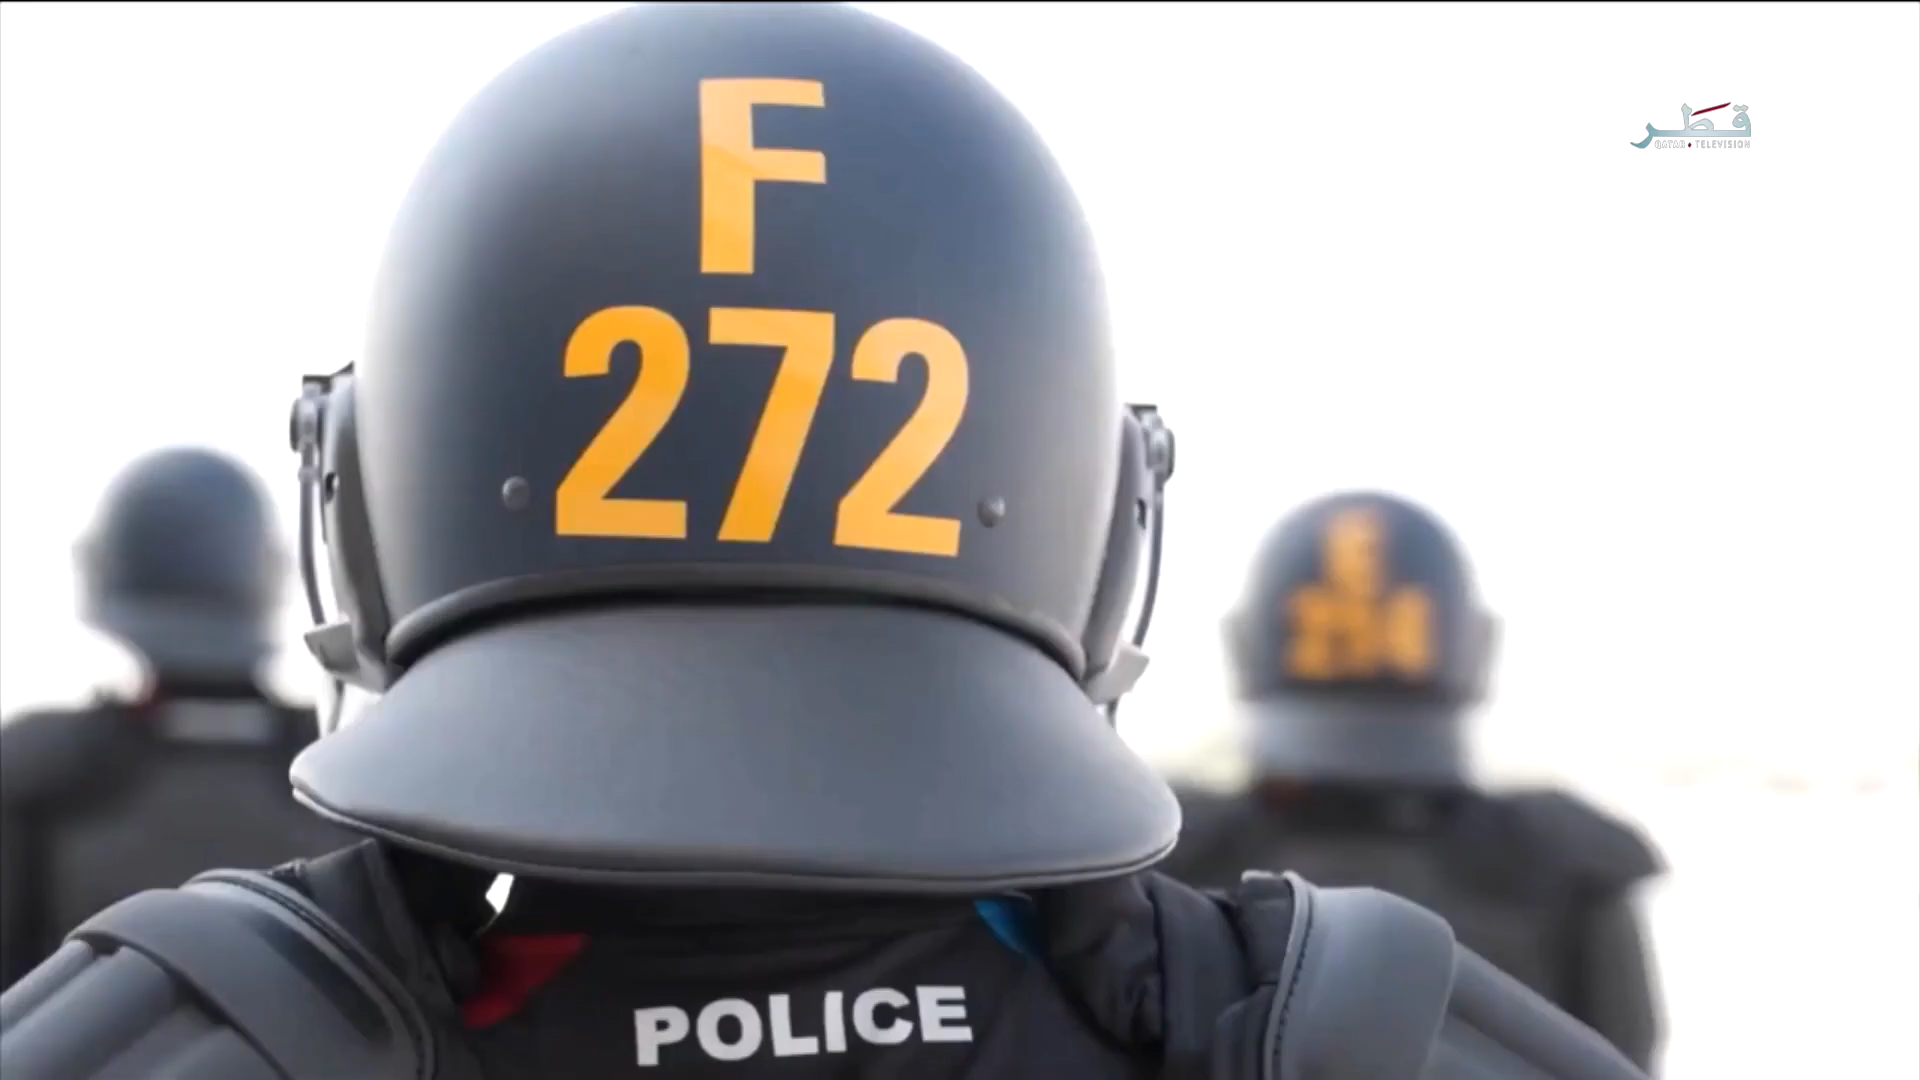 F
272
قطر
QATAR TELEVISION
POLICE